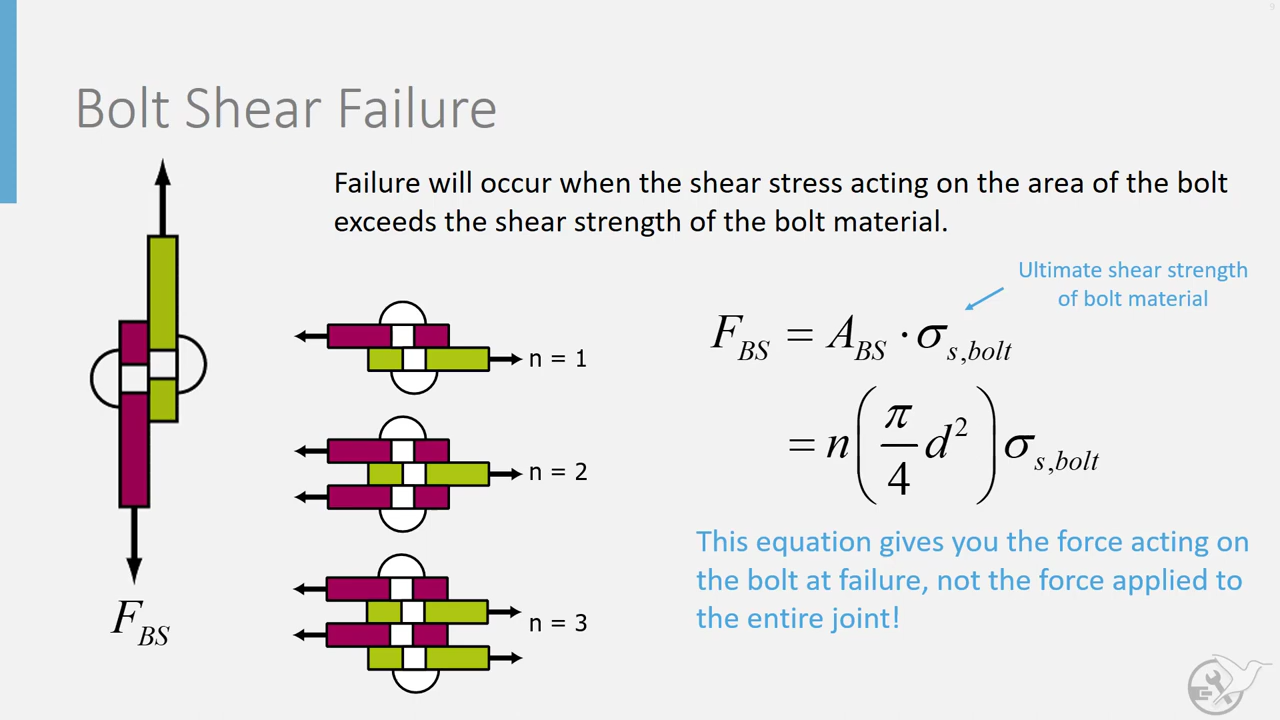 9
Bolt Shear Failure
Failure will occur when the shear stress acting on the area of the bolt
exceeds the shear strength of the bolt material.
Ultimate shear strength
of bolt material
F_BS = A_BS · σ_s,bolt
= n(π/4 d²)σ_s,bolt
n = 1
n = 2
n = 3
This equation gives you the force acting on
the bolt at failure, not the force applied to
the entire joint!
F_BS